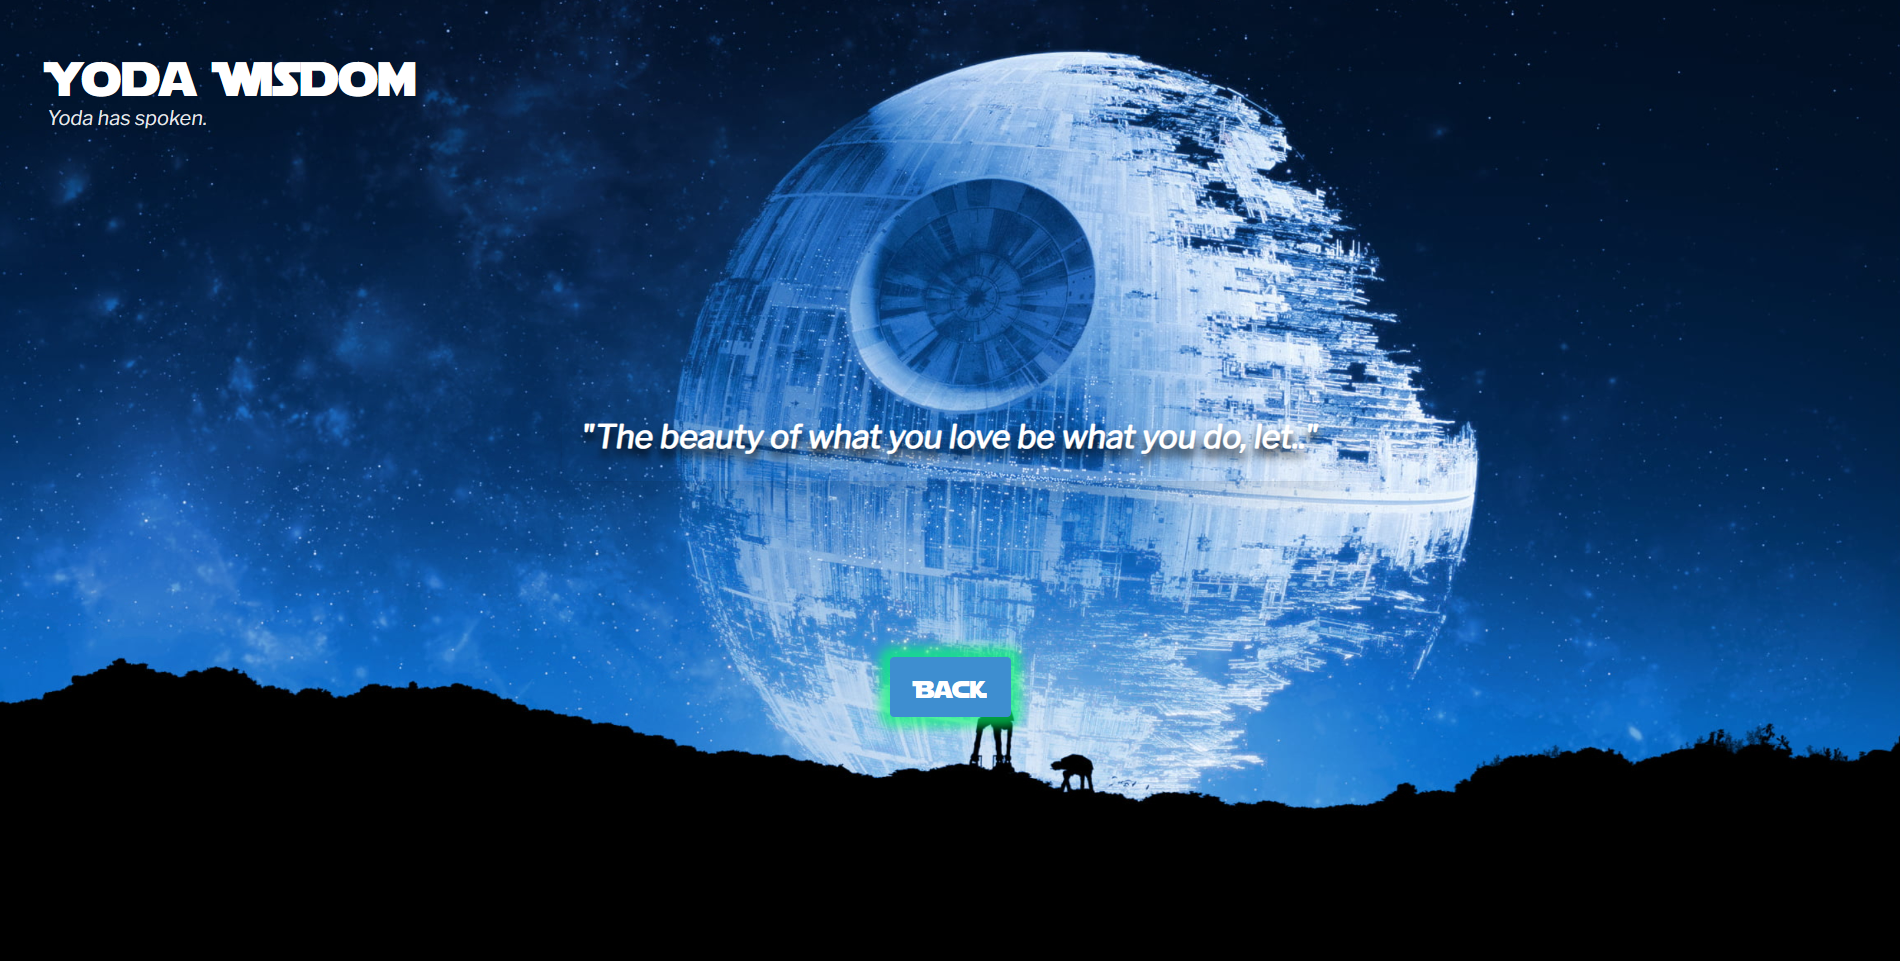 YODA WISDOM
Yoda has spoken.
"The beauty of what you love be what you do, let.."
BACK